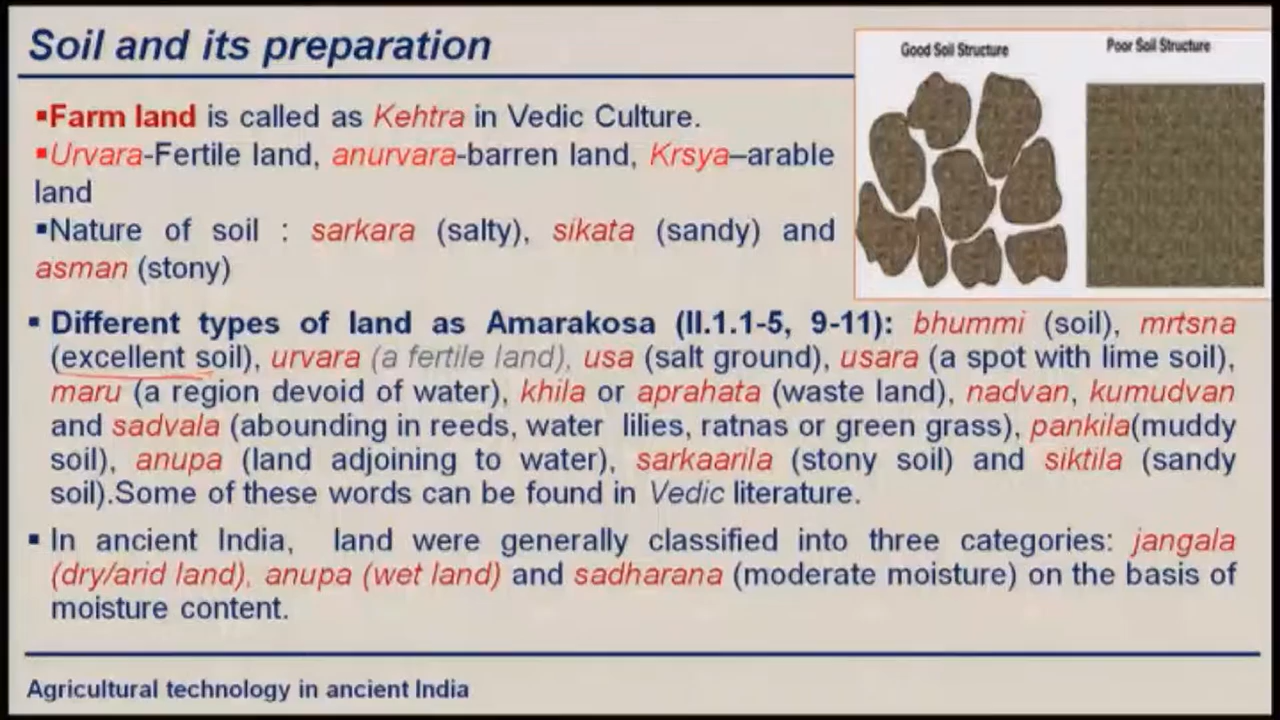 Soil and its preparation
Good Soil Structure
Poor Soil Structure
▪Farm land is called as Kehtra in Vedic Culture.
▪Urvara-Fertile land, anurvara-barren land, Krsya–arable
land
▪Nature of soil : sarkara (salty), sikata (sandy) and
asman (stony)
▪ Different types of land as Amarakosa (II.1.1-5, 9-11): bhummi (soil), mrtsna
(excellent soil), urvara (a fertile land), usa (salt ground), usara (a spot with lime soil),
maru (a region devoid of water), khila or aprahata (waste land), nadvan, kumudvan
and sadvala (abounding in reeds, water lilies, ratnas or green grass), pankila(muddy
soil), anupa (land adjoining to water), sarkaarila (stony soil) and siktila (sandy
soil).Some of these words can be found in Vedic literature.
▪ In ancient India, land were generally classified into three categories: jangala
(dry/arid land), anupa (wet land) and sadharana (moderate moisture) on the basis of
moisture content.
Agricultural technology in ancient India